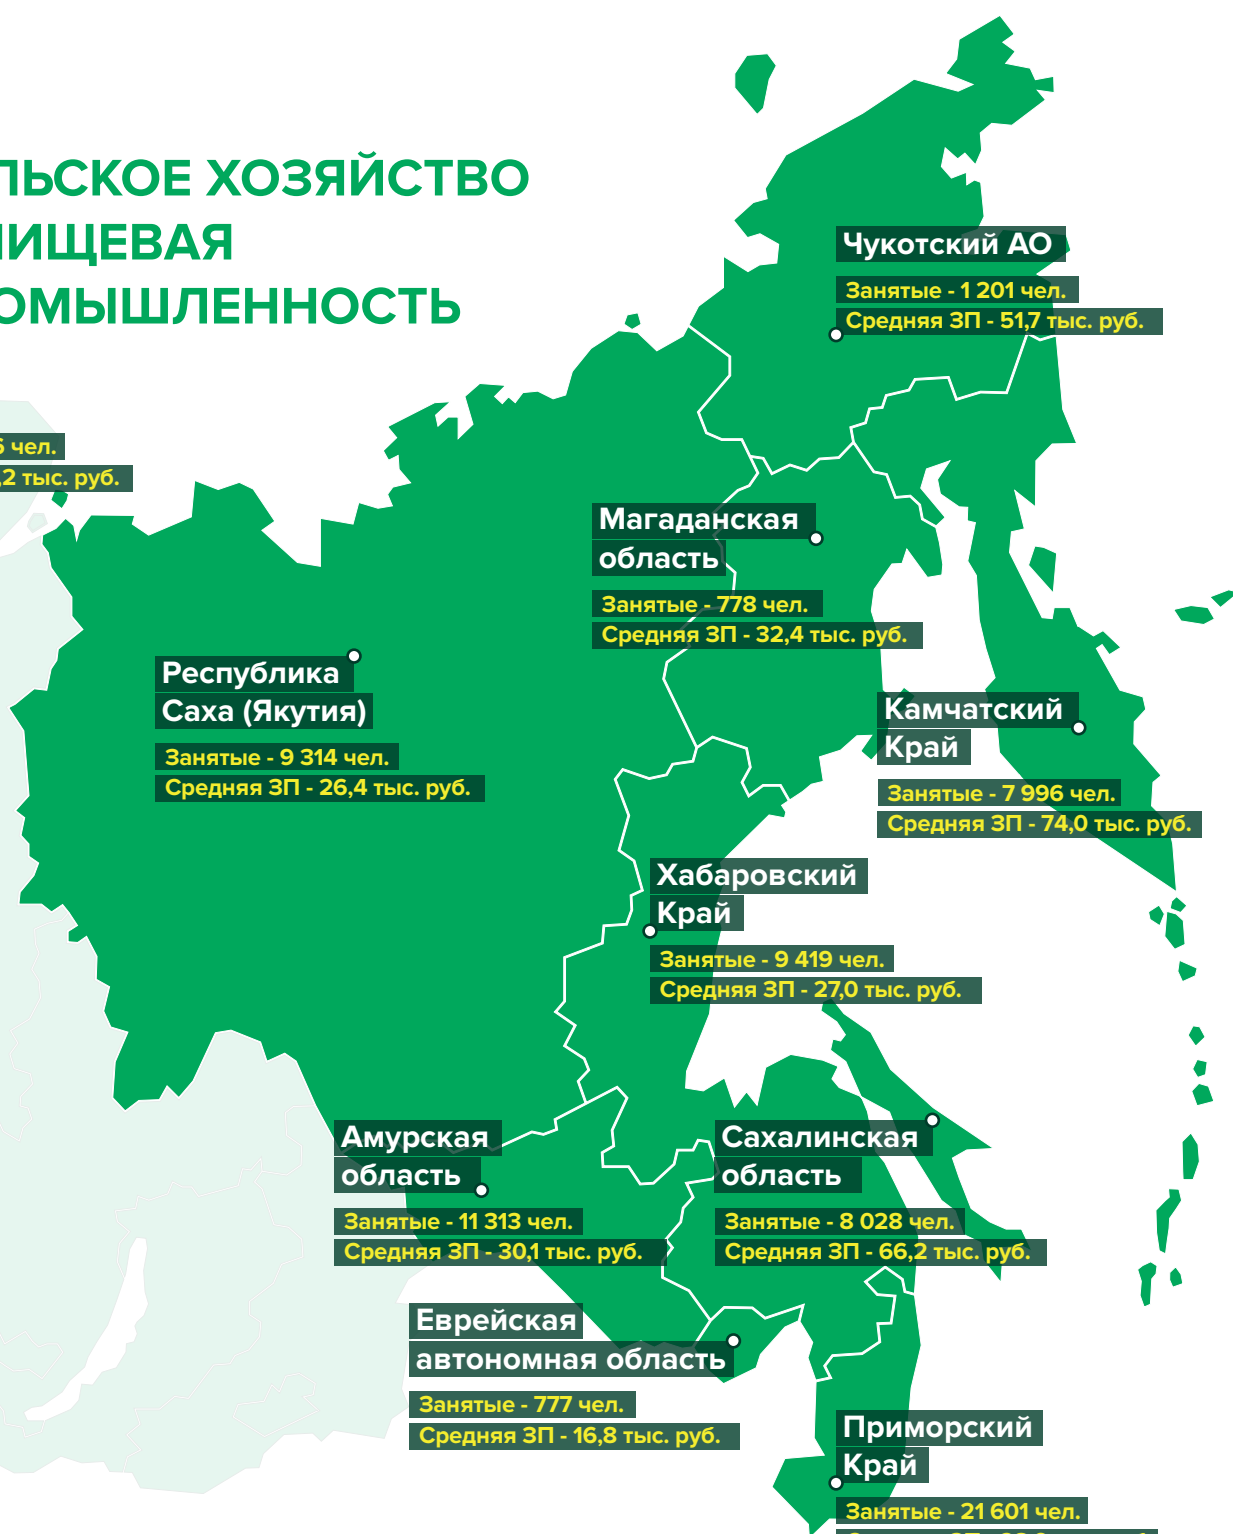 ЛЬСКОЕ ХОЗЯЙСТВО
ПИЩЕВАЯ
ОМЫШЛЕННОСТЬ
Чукотский АО
Занятые - 1 201 чел.
Средняя ЗП - 51,7 тыс. руб.
6 чел.
,2 тыс. руб.
Магаданская
область
Занятые - 778 чел.
Средняя ЗП - 32,4 тыс. руб.
Республика
Саха (Якутия)
Занятые - 9 314 чел.
Средняя ЗП - 26,4 тыс. руб.
Камчатский
Край
Занятые - 7 996 чел.
Средняя ЗП - 74,0 тыс. руб.
Хабаровский
Край
Занятые - 9 419 чел.
Средняя ЗП - 27,0 тыс. руб.
Амурская
область
Занятые - 11 313 чел.
Средняя ЗП - 30,1 тыс. руб.
Сахалинская
область
Занятые - 8 028 чел.
Средняя ЗП - 66,2 тыс. руб.
Еврейская
автономная область
Занятые - 777 чел.
Средняя ЗП - 16,8 тыс. руб.
Приморский
Край
Занятые - 21 601 чел.